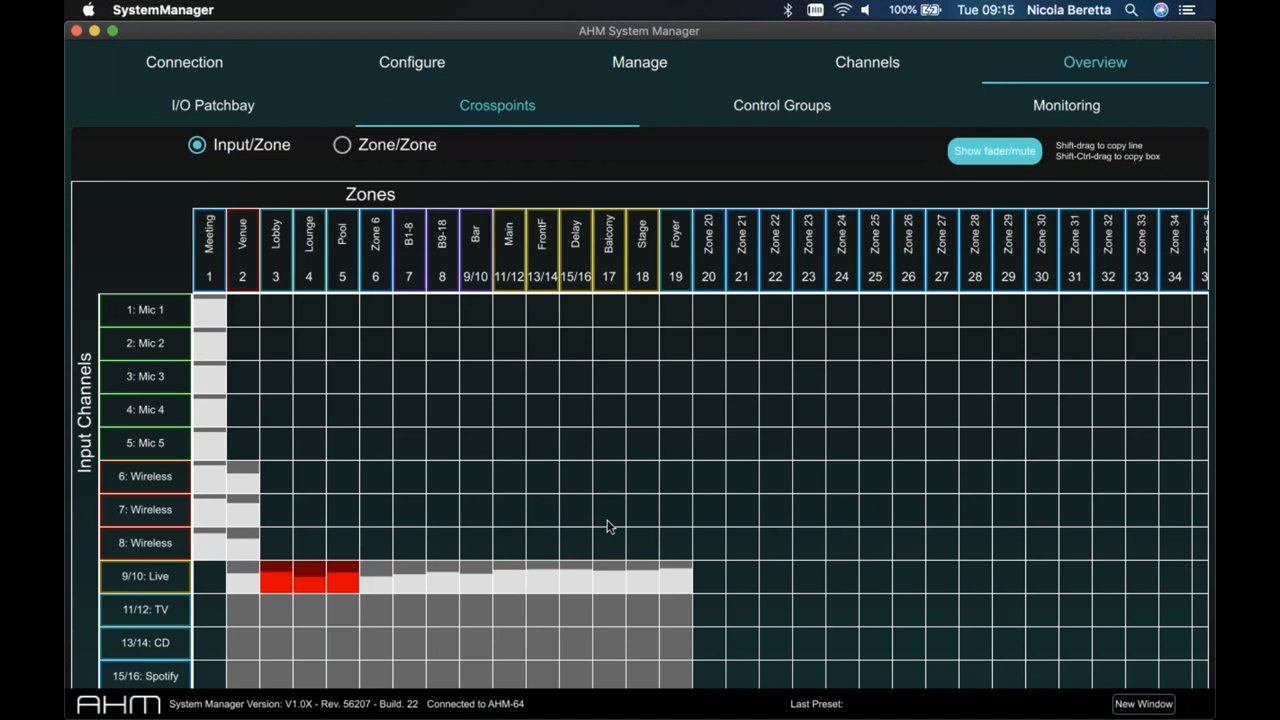 SystemManager
100%
Tue 09:15
Nicola Beretta
AHM System Manager
Connection
Configure
Manage
Channels
Overview
I/O Patchbay
Crosspoints
Control Groups
Monitoring
Input/Zone
Zone/Zone
Show fader/mute
Shift-drag to copy line
Shift-Ctrl-drag to copy box
Zones
Meeting
Venue
Lobby
Lounge
Pool
Zone 6
B1-8
B9-18
Bar
Main
FrontF
Delay
Balcony
Stage
Foyer
Zone 20
Zone 21
Zone 22
Zone 23
Zone 24
Zone 25
Zone 26
Zone 27
Zone 28
Zone 29
Zone 30
Zone 31
Zone 32
Zone 33
Zone 34
1 2 3 4 5 6 7 8 9/10 11/12 13/14 15/16 17 18 19 20 21 22 23 24 25 26 27 28 29 30 31 32 33 34
Input Channels
1: Mic 1
2: Mic 2
3: Mic 3
4: Mic 4
5: Mic 5
6: Wireless
7: Wireless
8: Wireless
9/10: Live
11/12: TV
13/14: CD
15/16: Spotify
AHM
System Manager Version: V1.0X - Rev. 56207 - Build. 22
Connected to AHM-64
Last Preset:
New Window